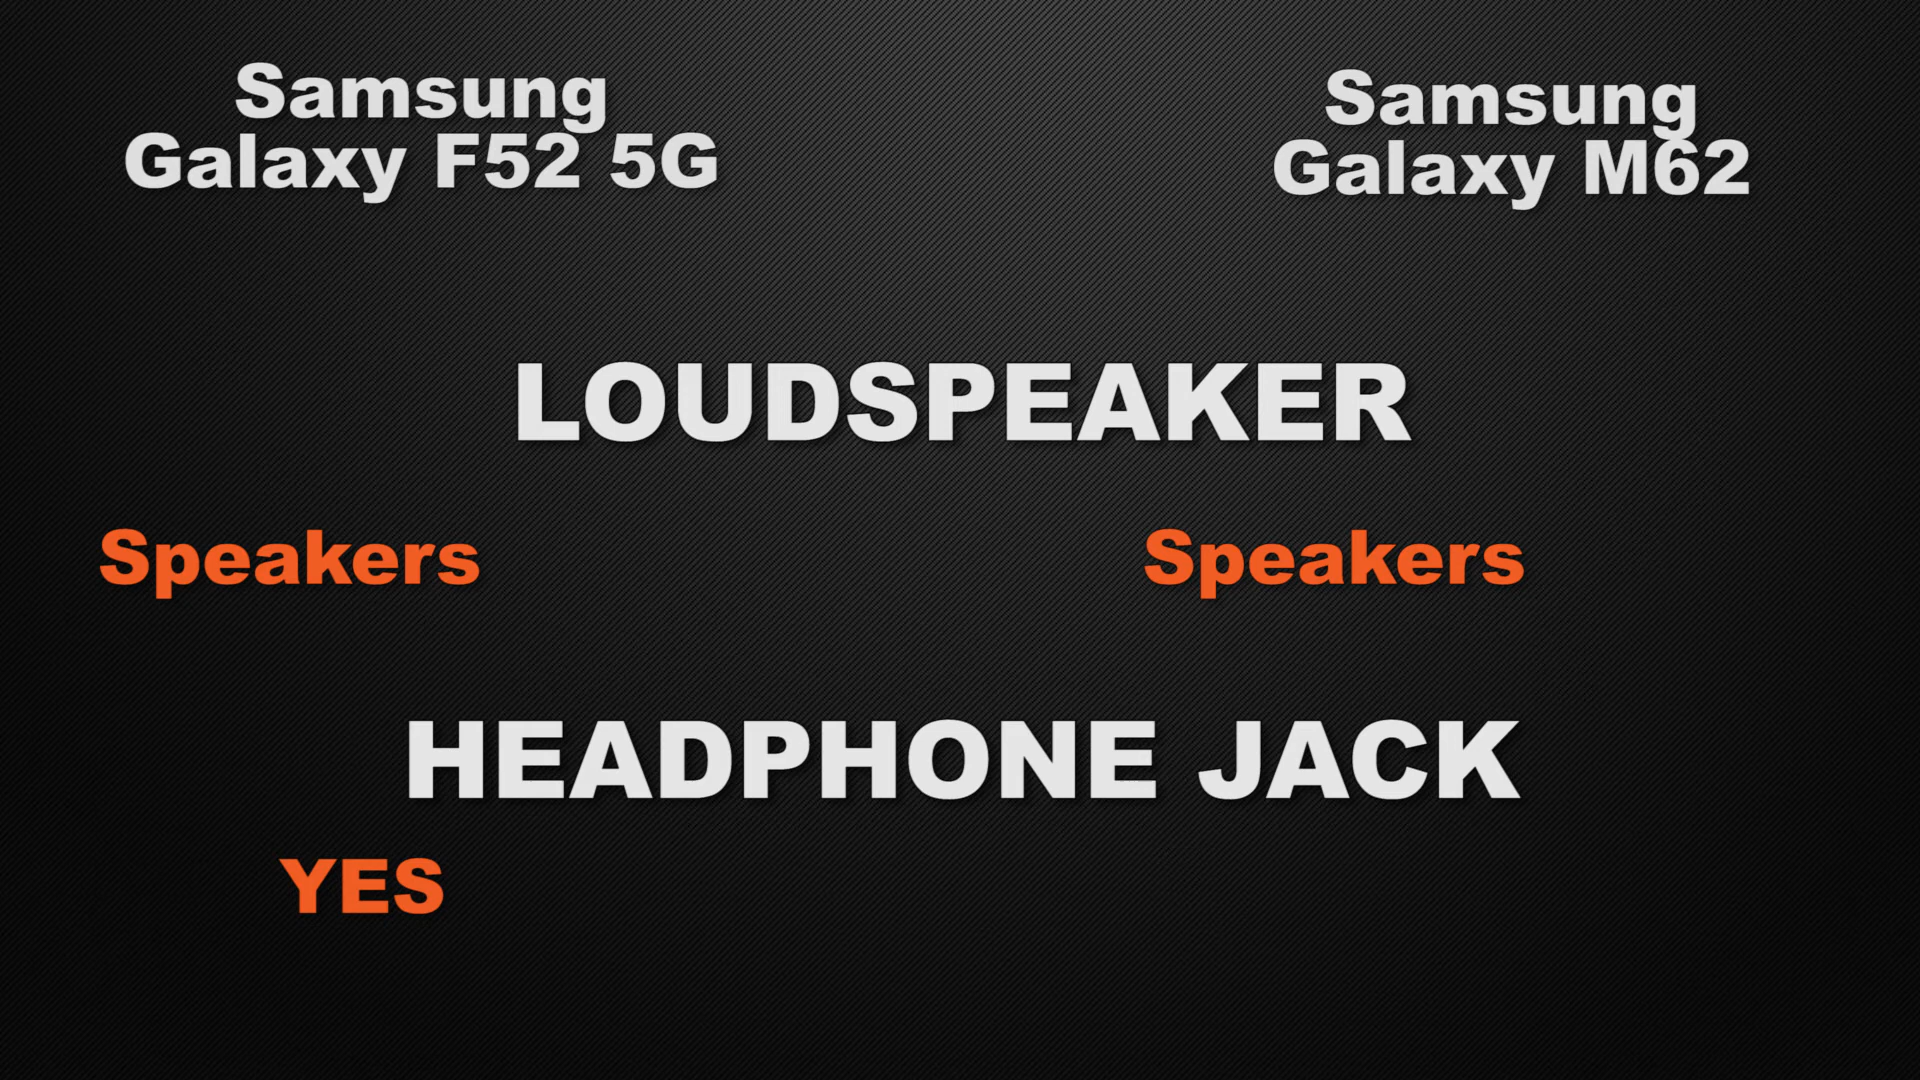 Samsung
Galaxy F52 5G
Samsung
Galaxy M62
LOUDSPEAKER
Speakers
Speakers
HEADPHONE JACK
YES